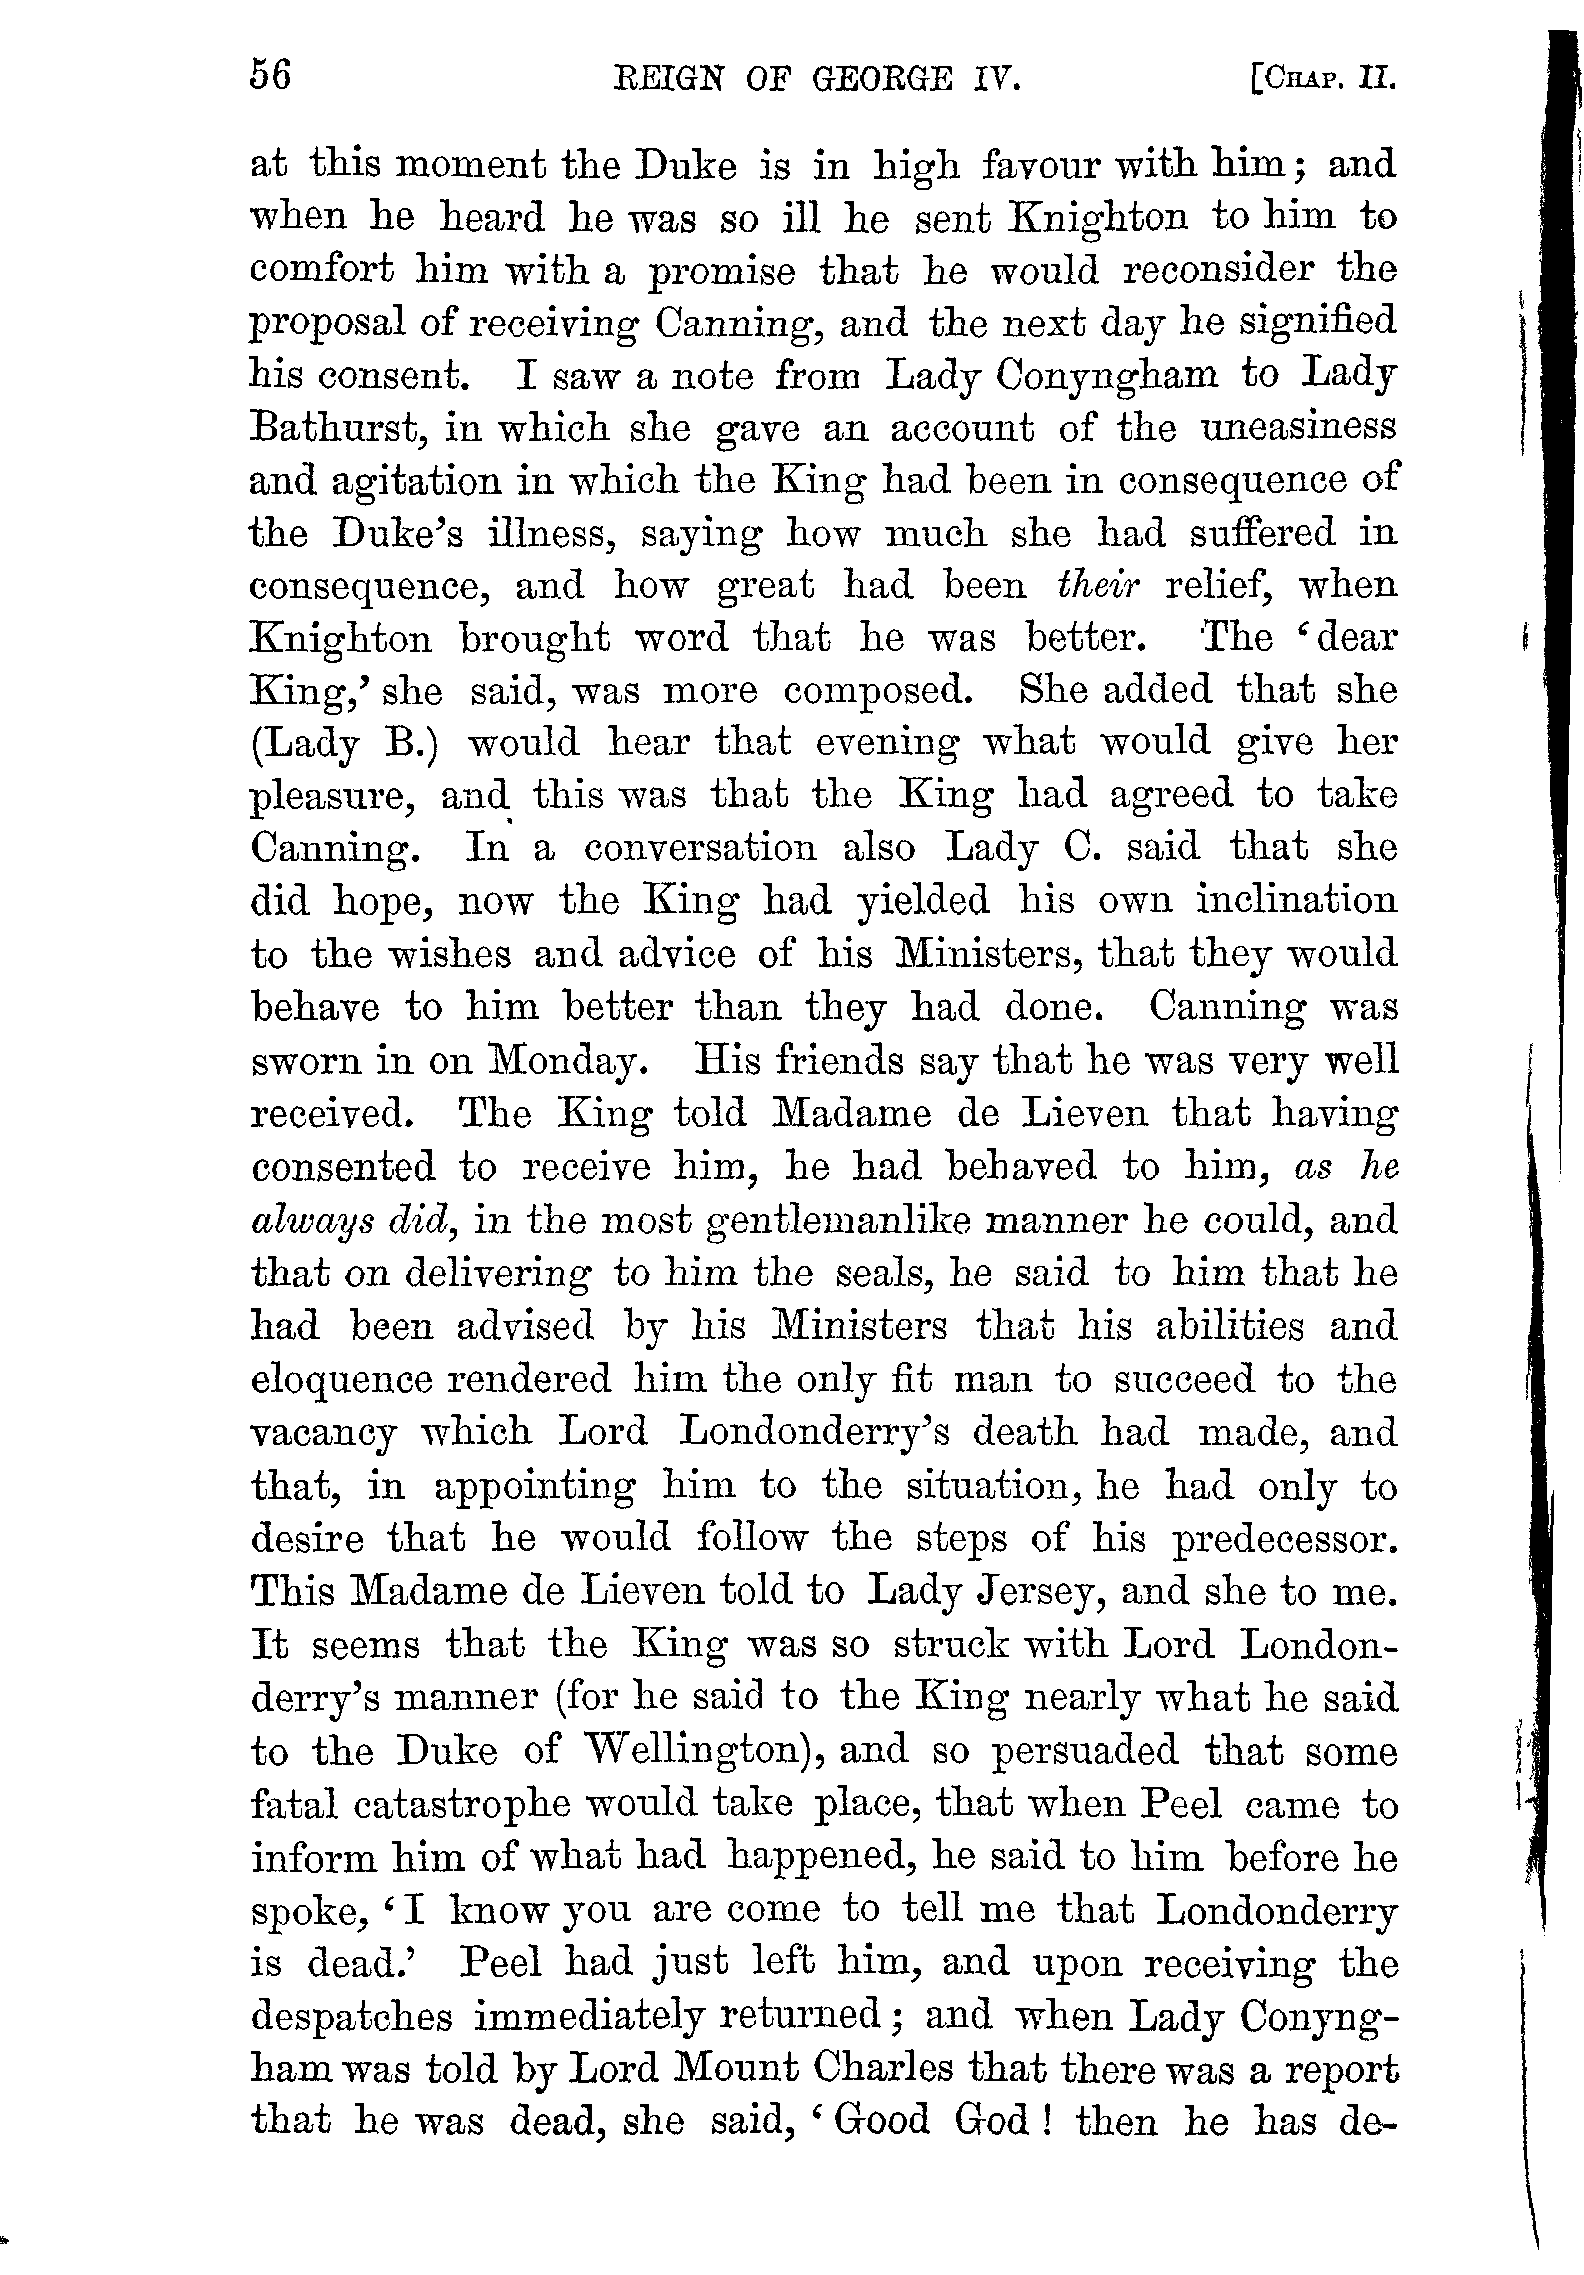 56 REIGN OF GEORGE IV. [CHAP. II.
at this moment the Duke is in high favour with him; and
when he heard he was so ill he sent Knighton to him to
comfort him with a promise that he would reconsider the
proposal of receiving Canning, and the next day he signified
his consent. I saw a note from Lady Conyngham to Lady
Bathurst, in which she gave an account of the uneasiness
and agitation in which the King had been in consequence of
the Duke's illness, saying how much she had suffered in
consequence, and how great had been their relief, when
Knighton brought word that he was better. The ‘dear
King,’ she said, was more composed. She added that she
(Lady B.) would hear that evening what would give her
pleasure, and this was that the King had agreed to take
Canning. In a conversation also Lady C. said that she
did hope, now the King had yielded his own inclination
to the wishes and advice of his Ministers, that they would
behave to him better than they had done. Canning was
sworn in on Monday. His friends say that he was very well
received. The King told Madame de Lieven that having
consented to receive him, he had behaved to him, as he
always did, in the most gentlemanlike manner he could, and
that on delivering to him the seals, he said to him that he
had been advised by his Ministers that his abilities and
eloquence rendered him the only fit man to succeed to the
vacancy which Lord Londonderry's death had made, and
that, in appointing him to the situation, he had only to
desire that he would follow the steps of his predecessor.
This Madame de Lieven told to Lady Jersey, and she to me.
It seems that the King was so struck with Lord London-
derry's manner (for he said to the King nearly what he said
to the Duke of Wellington), and so persuaded that some
fatal catastrophe would take place, that when Peel came to
inform him of what had happened, he said to him before he
spoke, ‘I know you are come to tell me that Londonderry
is dead.’ Peel had just left him, and upon receiving the
despatches immediately returned; and when Lady Conyng-
ham was told by Lord Mount Charles that there was a report
that he was dead, she said, ‘Good God! then he has de-